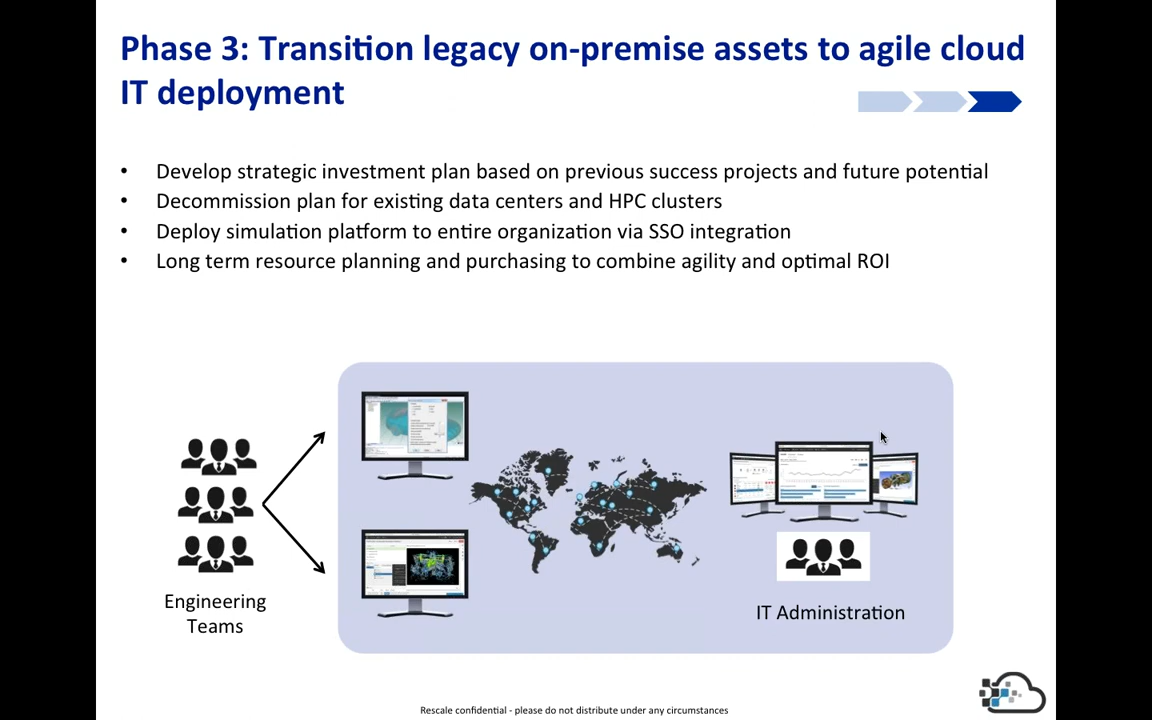 Phase 3: Transition legacy on-premise assets to agile cloud
IT deployment
• Develop strategic investment plan based on previous success projects and future potential
• Decommission plan for existing data centers and HPC clusters
• Deploy simulation platform to entire organization via SSO integration
• Long term resource planning and purchasing to combine agility and optimal ROI
Engineering
Teams
IT Administration
Rescale confidential - please do not distribute under any circumstances